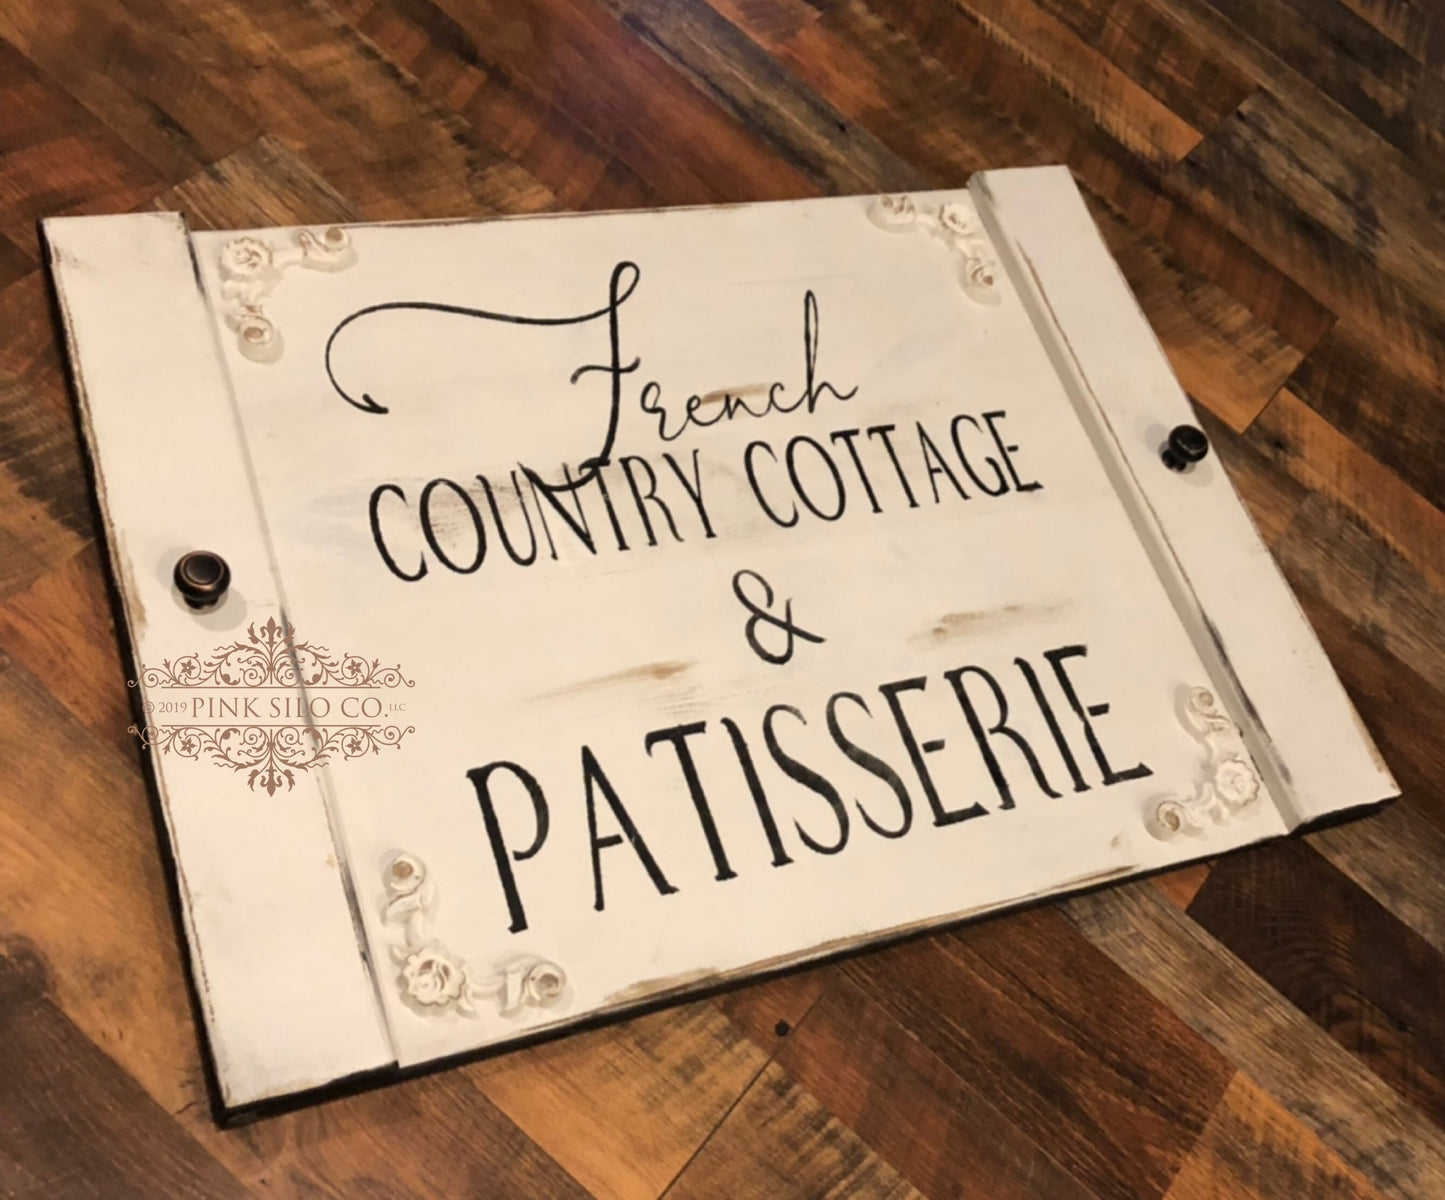 French
COUNTRY COTTAGE
&
PATISSERIE
© 2019 PINK SILO CO. LLC